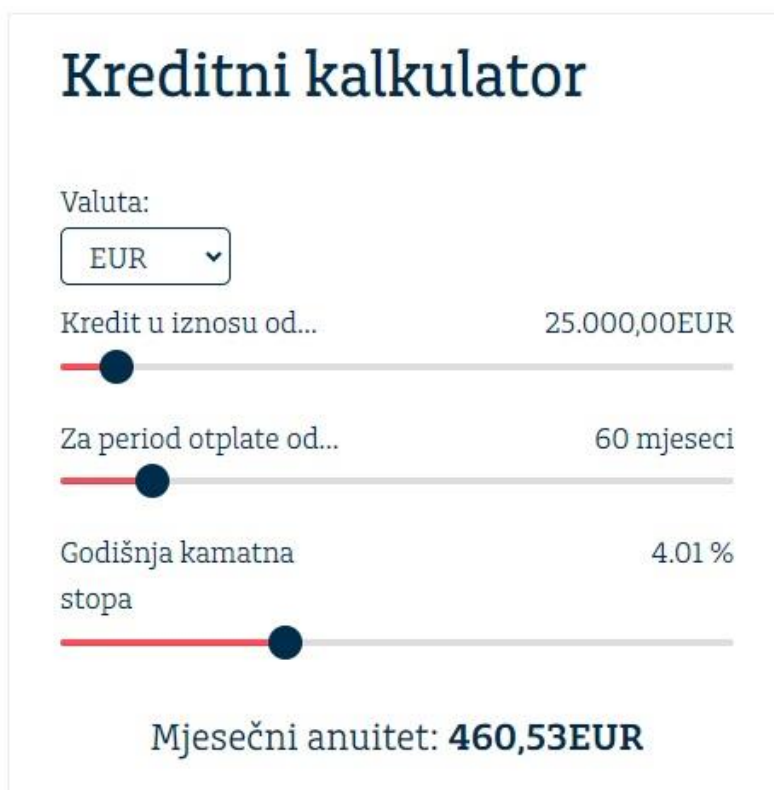 Kreditni kalkulator
Valuta:
EUR
Kredit u iznosu od... 25.000,00EUR
Za period otplate od... 60 mjeseci
Godišnja kamatna 4.01 %
stopa
Mjesečni anuitet: 460,53EUR